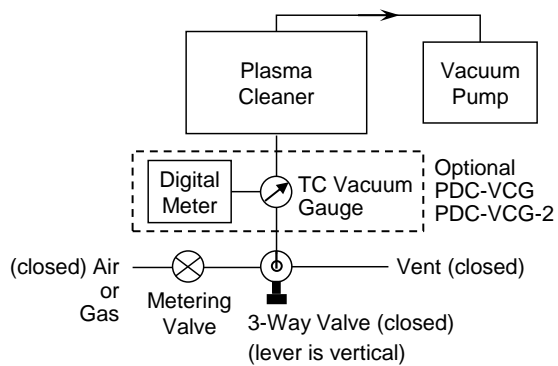 Plasma
Cleaner
Vacuum
Pump
Digital
Meter
TC Vacuum
Gauge
Optional
PDC-VCG
PDC-VCG-2
(closed) Air
or
Gas
Metering
Valve
Vent (closed)
3-Way Valve (closed)
(lever is vertical)